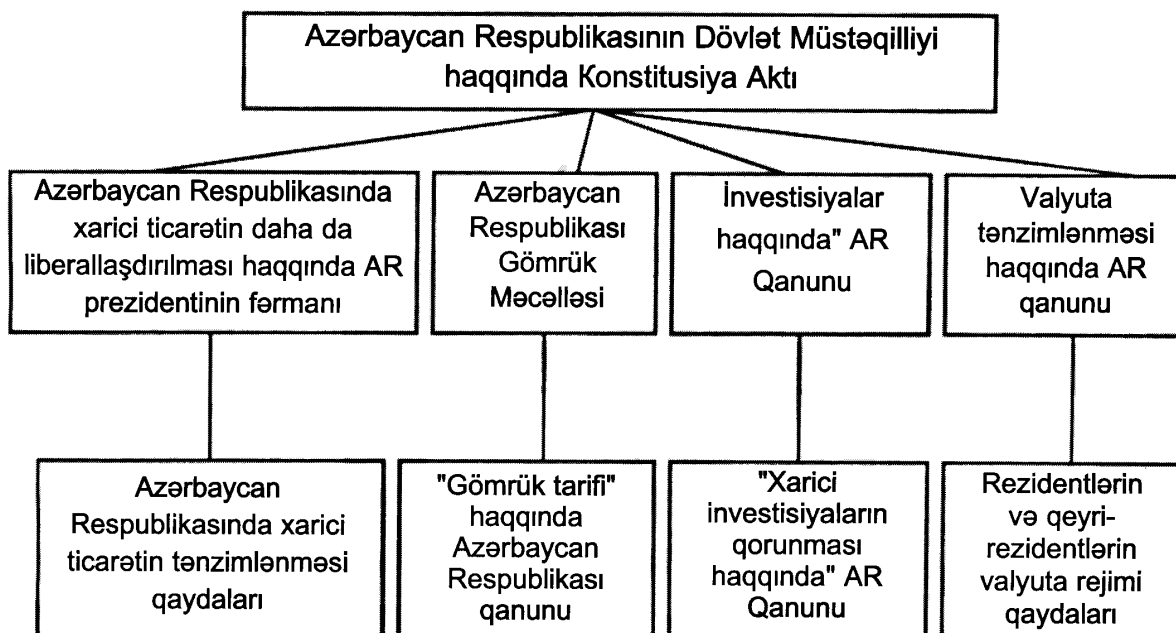 Azərbaycan Respublikasının Dövlət Müstəqilliyi
haqqında Konstitusiya Aktı
Azərbaycan Respublikasında
xarici ticarətin daha da
liberallaşdırılması haqqında AR
prezidentinin fərmanı
Azərbaycan
Respublikası
Gömrük
Məcəlləsi
İnvestisiyalar
haqqında" AR
Qanunu
Valyuta
tənzimlənməsi
haqqında AR
qanunu
Azərbaycan
Respublikasında xarici
ticarətin tənzimlənməsi
qaydaları
"Gömrük tarifi"
haqqında
Azərbaycan
Respublikası
qanunu
"Xarici
investisiyaların
qorunması
haqqında" AR
Qanunu
Rezidentlərin
və qeyri-
rezidentlərin
valyuta rejimi
qaydaları